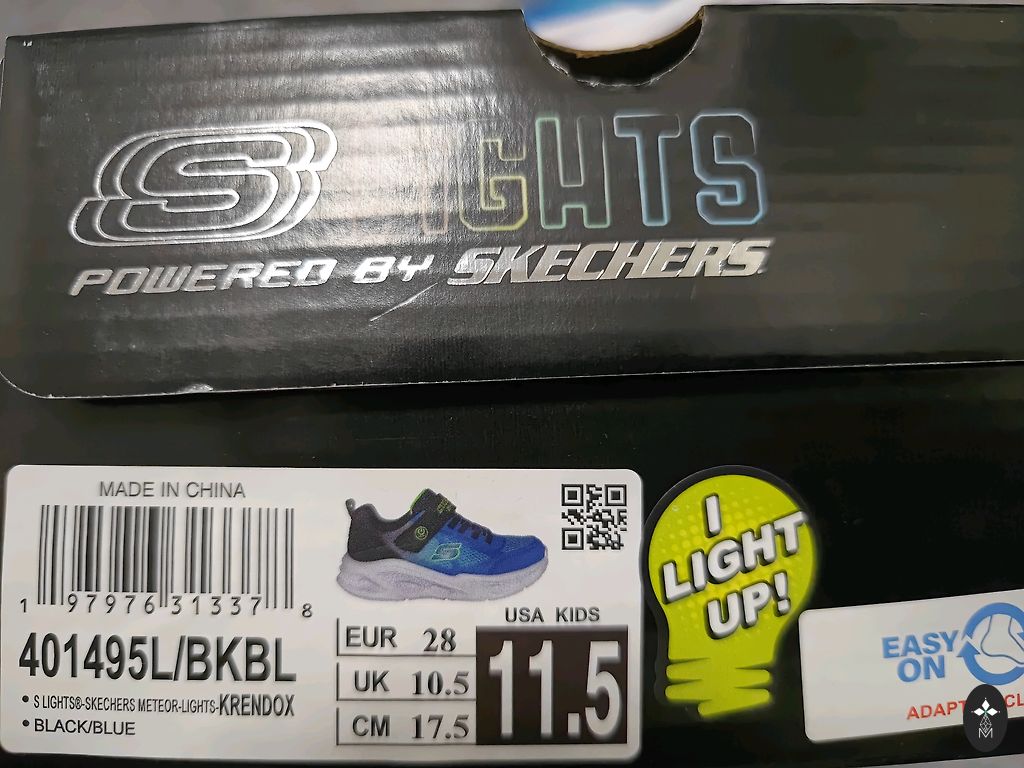 S IGHTS
POWERED BY SKECHERS
MADE IN CHINA
1 97976 31337 8
401495L/BKBL
• S LIGHTS®-SKECHERS METEOR-LIGHTS-KRENDOX
• BLACK/BLUE
USA KIDS
EUR 28
UK 10.5
CM 17.5
11.5
I
LIGHT
UP!
EASY
ON